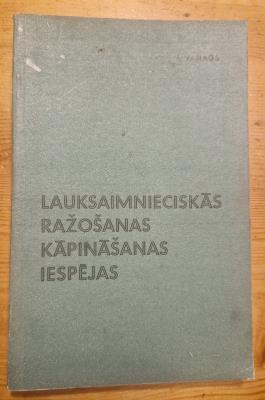 LAUKSAIMNIECISKĀS
RAŽOŠANAS
KĀPINĀŠANAS
IESPĒJAS